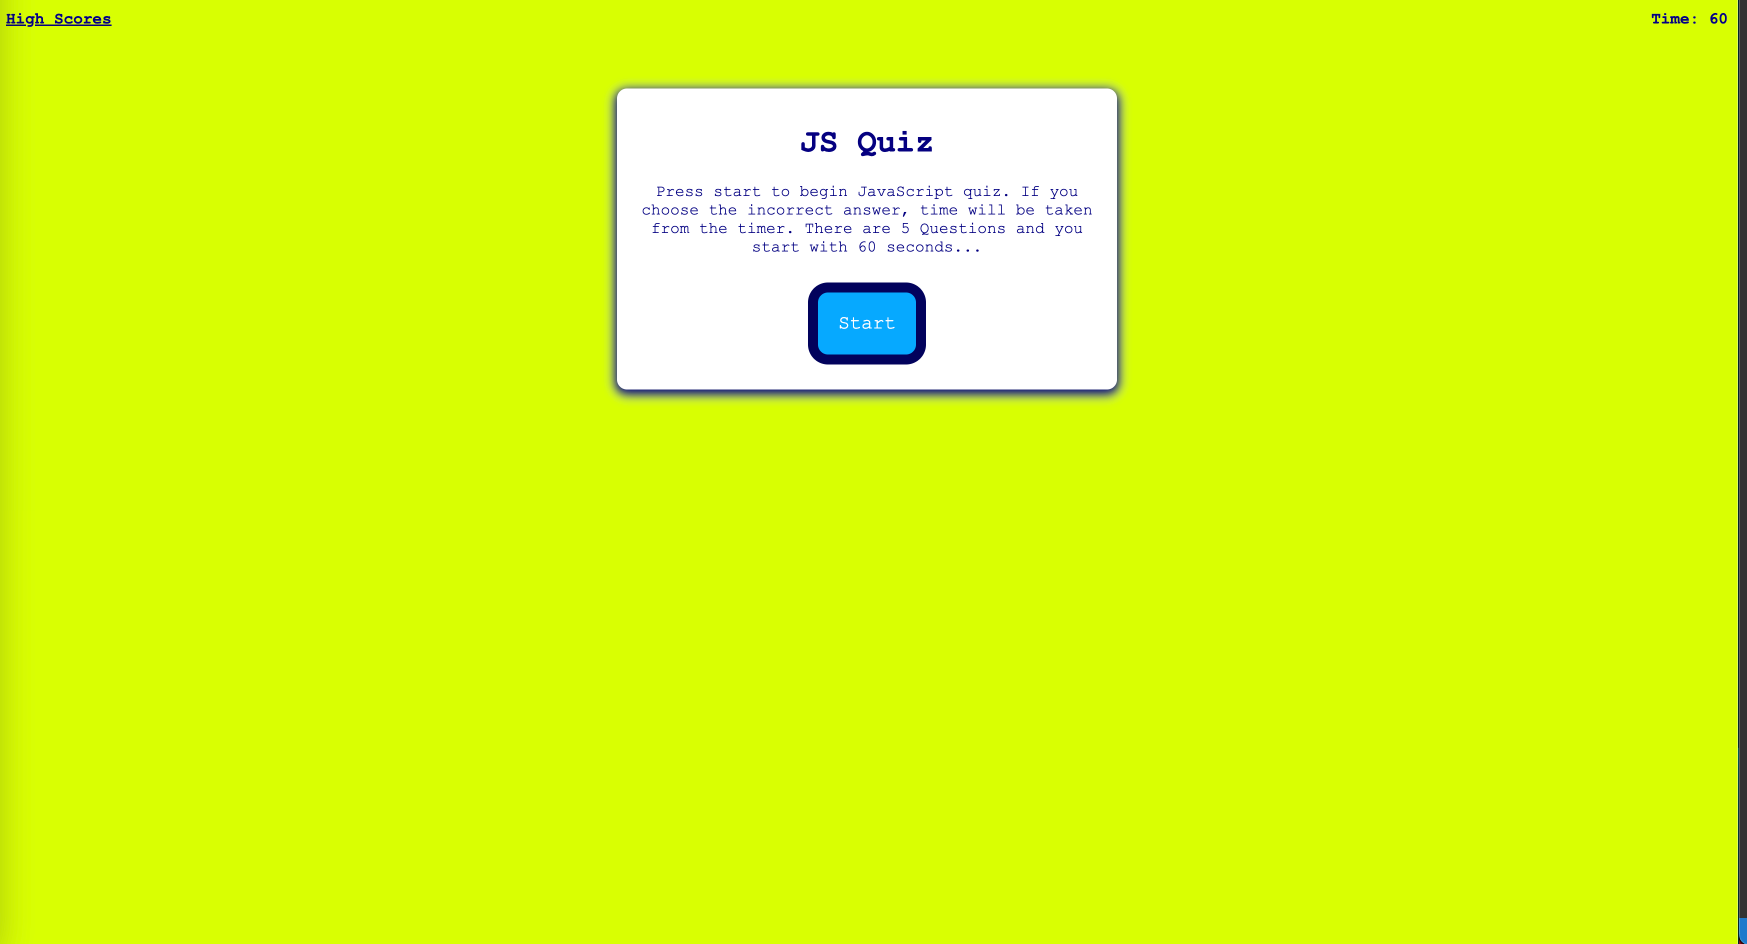 High Scores
Time: 60
JS Quiz
Press start to begin JavaScript quiz. If you
choose the incorrect answer, time will be taken
from the timer. There are 5 Questions and you
start with 60 seconds...
Start